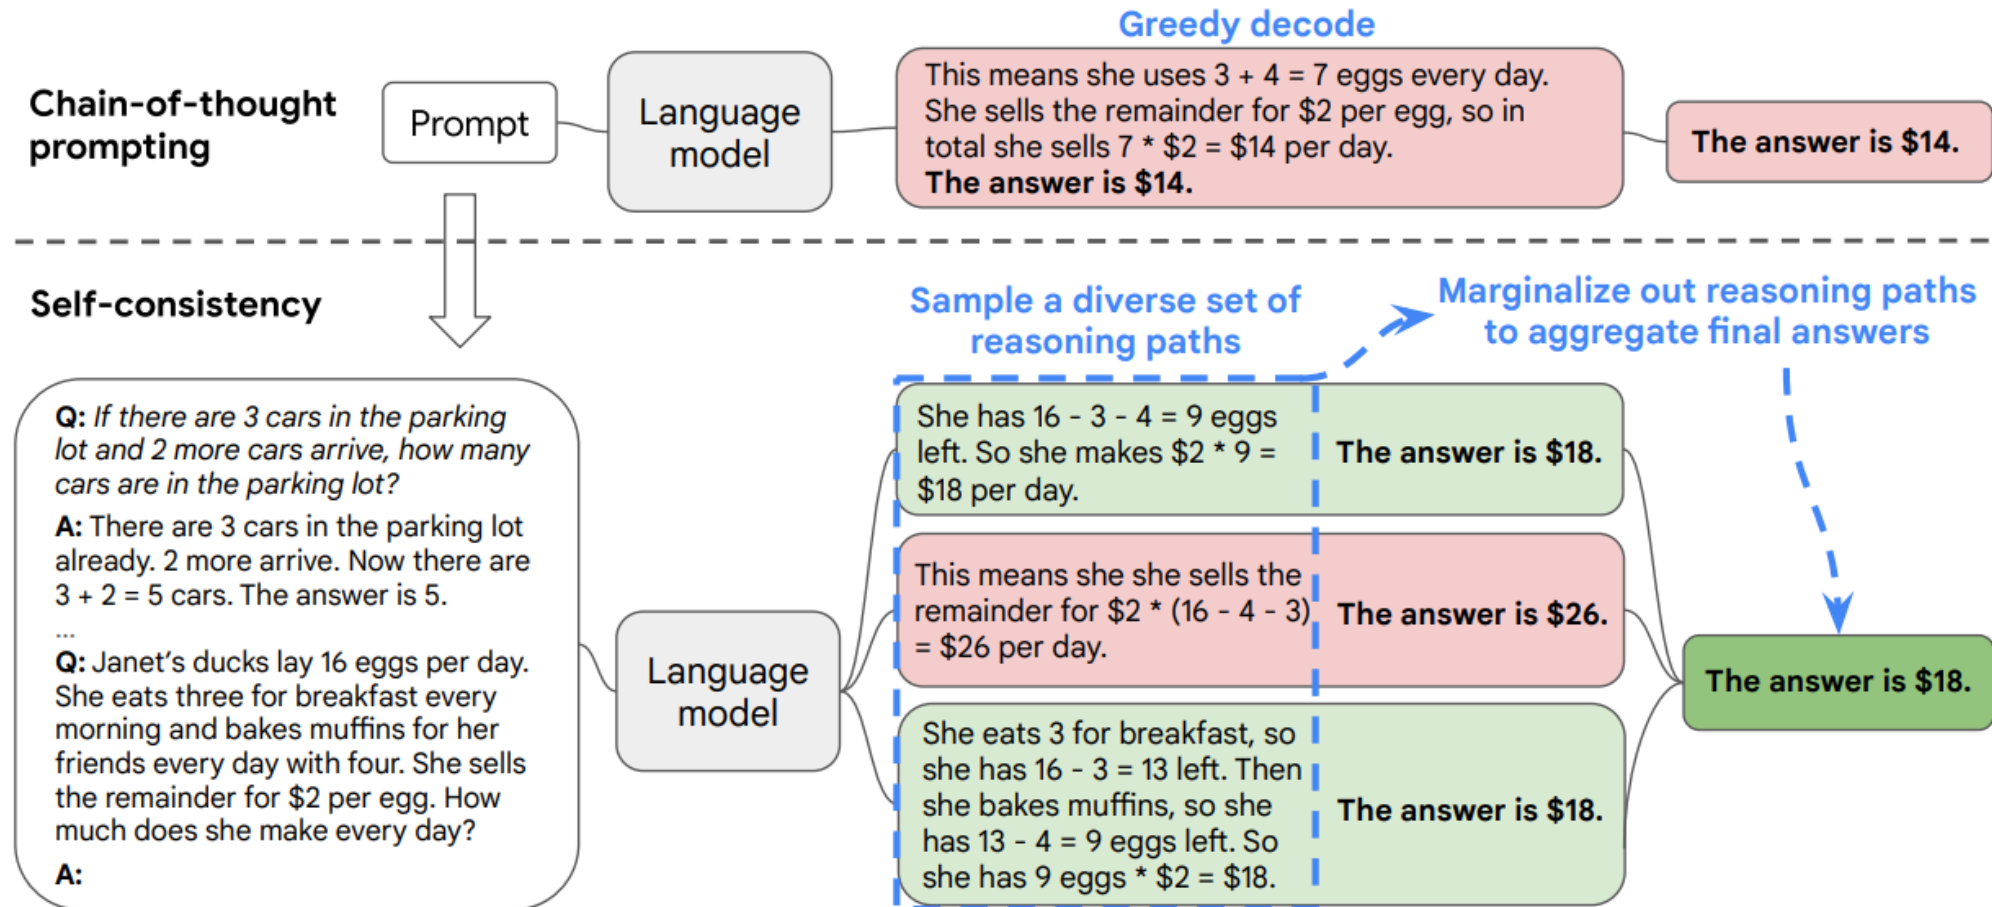 Greedy decode
Chain-of-thought
prompting
Prompt
Language
model
This means she uses 3 + 4 = 7 eggs every day.
She sells the remainder for $2 per egg, so in
total she sells 7 * $2 = $14 per day.
The answer is $14.
The answer is $14.
Self-consistency
Sample a diverse set of
reasoning paths
Marginalize out reasoning paths
to aggregate final answers
Q: If there are 3 cars in the parking
lot and 2 more cars arrive, how many
cars are in the parking lot?
A: There are 3 cars in the parking lot
already. 2 more arrive. Now there are
3 + 2 = 5 cars. The answer is 5.
...
Q: Janet's ducks lay 16 eggs per day.
She eats three for breakfast every
morning and bakes muffins for her
friends every day with four. She sells
the remainder for $2 per egg. How
much does she make every day?
A:
Language
model
She has 16 - 3 - 4 = 9 eggs
left. So she makes $2 * 9 =
$18 per day.
The answer is $18.
This means she she sells the
remainder for $2 * (16 - 4 - 3)
= $26 per day.
The answer is $26.
She eats 3 for breakfast, so
she has 16 - 3 = 13 left. Then
she bakes muffins, so she
has 13 - 4 = 9 eggs left. So
she has 9 eggs * $2 = $18.
The answer is $18.
The answer is $18.